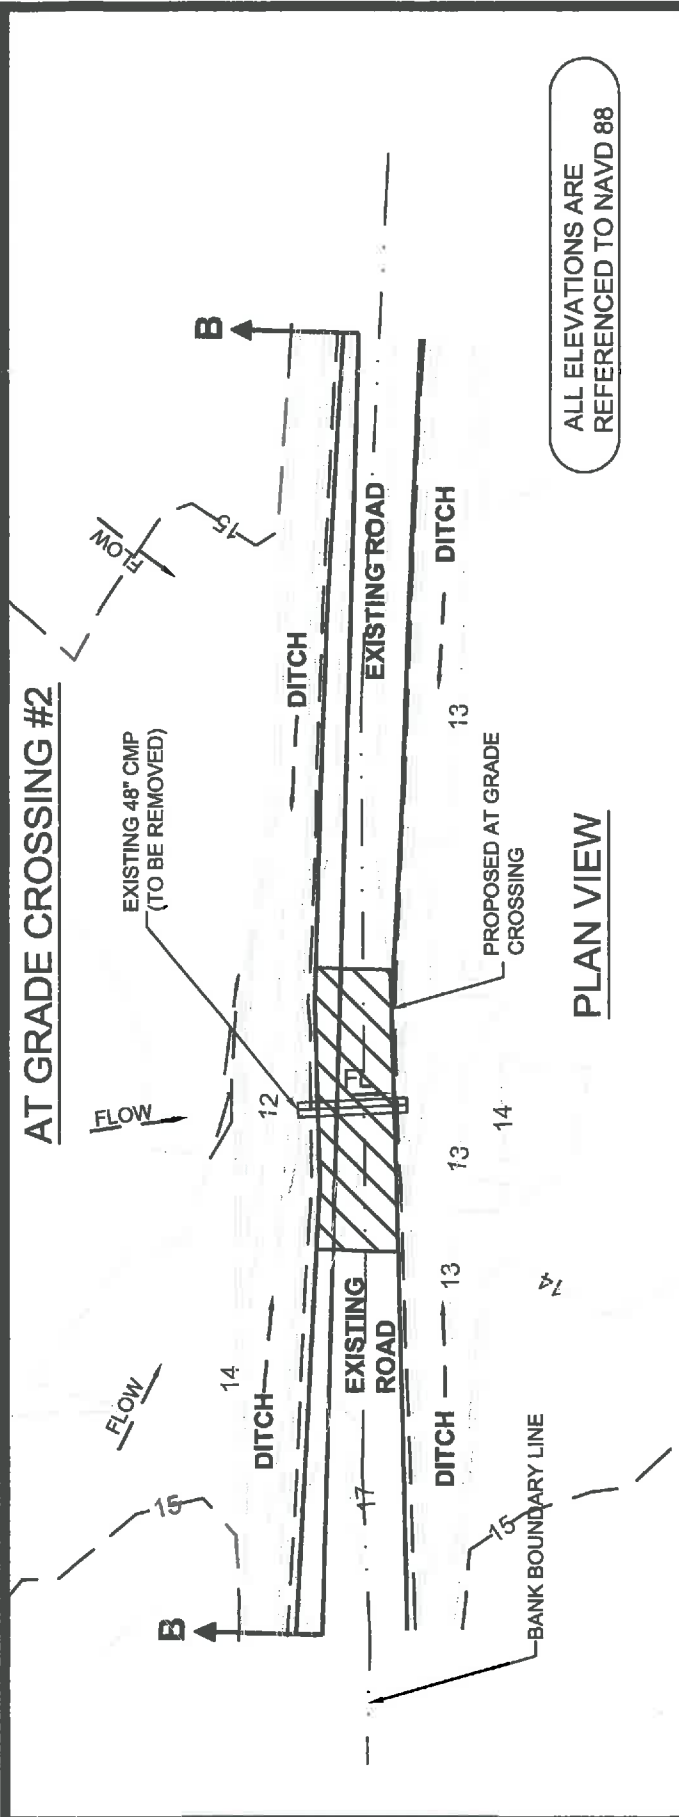 AT GRADE CROSSING #2
EXISTING 48" CMP
(TO BE REMOVED)
FLOW
FLOW
FLOW
15
14
12
15
B
B
DITCH
DITCH
EXISTING
ROAD
EXISTING ROAD
17
DITCH
DITCH
13
13
13
14
14
15
PROPOSED AT GRADE
CROSSING
BANK BOUNDARY LINE
PLAN VIEW
ALL ELEVATIONS ARE
REFERENCED TO NAVD 88